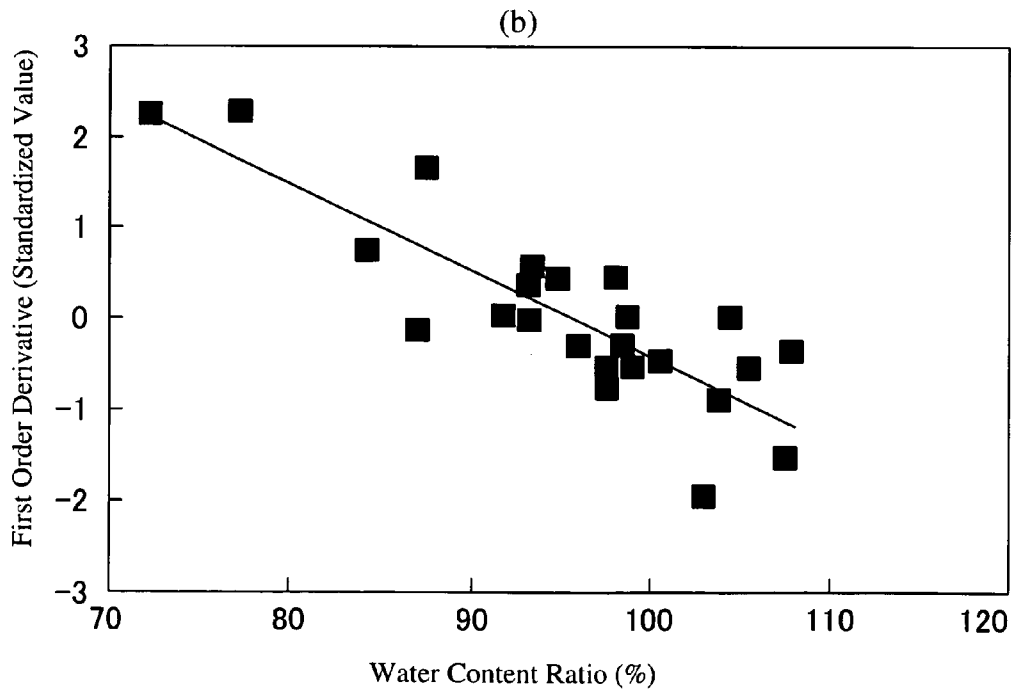 (b)
First Order Derivative (Standardized Value)
3
2
1
0
−1
−2
−3
70 80 90 100 110 120
Water Content Ratio (%)